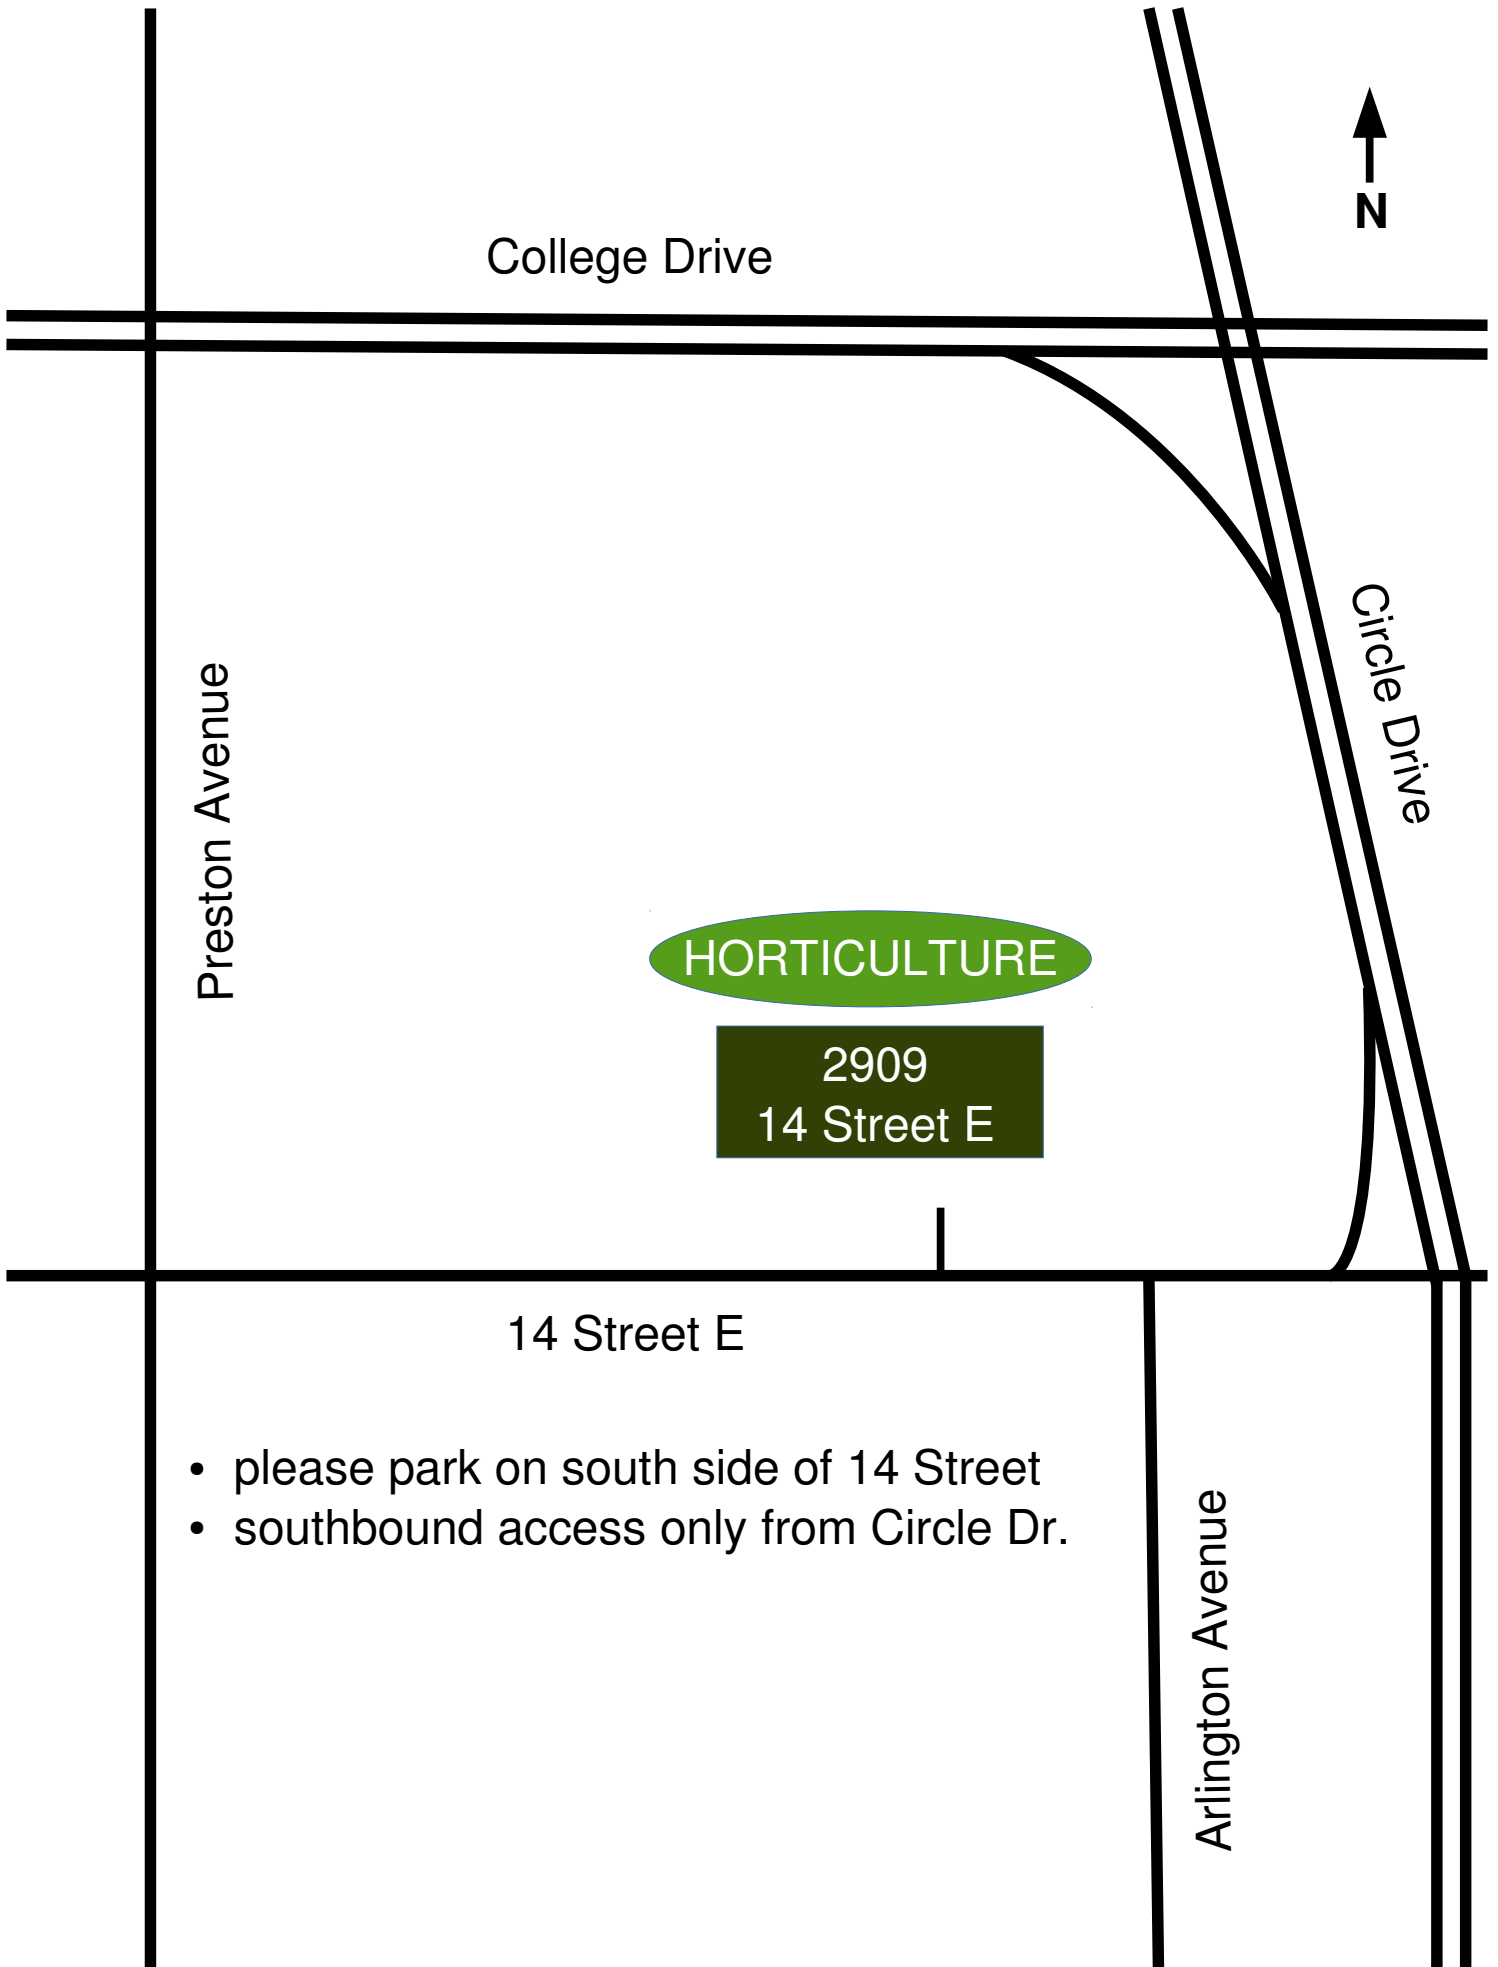 N
College Drive
Circle Drive
Preston Avenue
HORTICULTURE
2909
14 Street E
14 Street E
• please park on south side of 14 Street
• southbound access only from Circle Dr.
Arlington Avenue